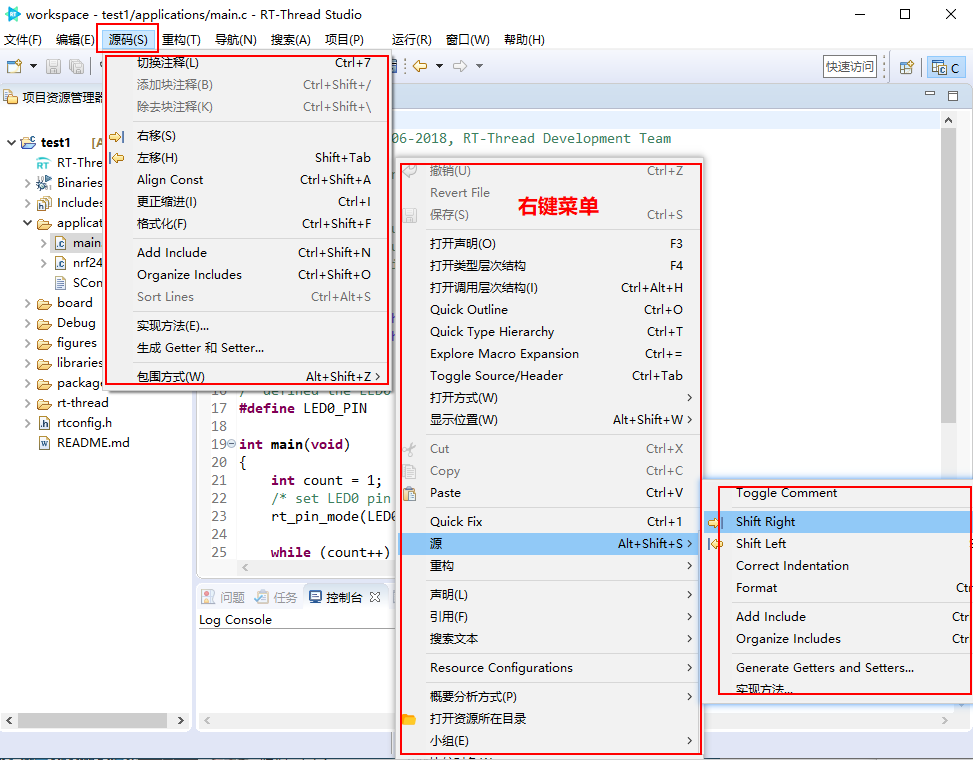 workspace - test1/applications/main.c - RT-Thread Studio
文件(F) 编辑(E) 源码(S) 重构(T) 导航(N) 搜索(A) 项目(P) 运行(R) 窗口(W) 帮助(H)
快速访问 C
项目资源管理器
test1
RT-Thre
Binaries
Includes
applicat
main.
nrf24
SCon
board
Debug
figures
libraries
package
rt-thread
rtconfig.h
README.md
切换注释(L) Ctrl+7
添加块注释(B) Ctrl+Shift+/
除去块注释(K) Ctrl+Shift+\
右移(S)
左移(H) Shift+Tab
Align Const Ctrl+Shift+A
更正缩进(I) Ctrl+I
格式化(F) Ctrl+Shift+F
Add Include Ctrl+Shift+N
Organize Includes Ctrl+Shift+O
Sort Lines Ctrl+Alt+S
实现方法(E)...
生成 Getter 和 Setter...
包围方式(W) Alt+Shift+Z
06-2018, RT-Thread Development Team
17 #define LED0_PIN
18
19 int main(void)
20 {
21 int count = 1;
22 /* set LED0 pin
23 rt_pin_mode(LED0
24
25 while (count++)
问题 任务 控制台
Log Console
右键菜单
撤销(U) Ctrl+Z
Revert File
保存(S) Ctrl+S
打开声明(O) F3
打开类型层次结构 F4
打开调用层次结构(I) Ctrl+Alt+H
Quick Outline Ctrl+O
Quick Type Hierarchy Ctrl+T
Explore Macro Expansion Ctrl+=
Toggle Source/Header Ctrl+Tab
打开方式(W)
显示位置(W) Alt+Shift+W
Cut Ctrl+X
Copy Ctrl+C
Paste Ctrl+V
Quick Fix Ctrl+1
源 Alt+Shift+S
重构
声明(L)
引用(F)
搜索文本
Resource Configurations
概要分析方式(P)
打开资源所在目录
小组(E)
Toggle Comment
Shift Right
Shift Left
Correct Indentation
Format Ctr
Add Include Ctr
Organize Includes Ctr
Generate Getters and Setters...
实现方法...